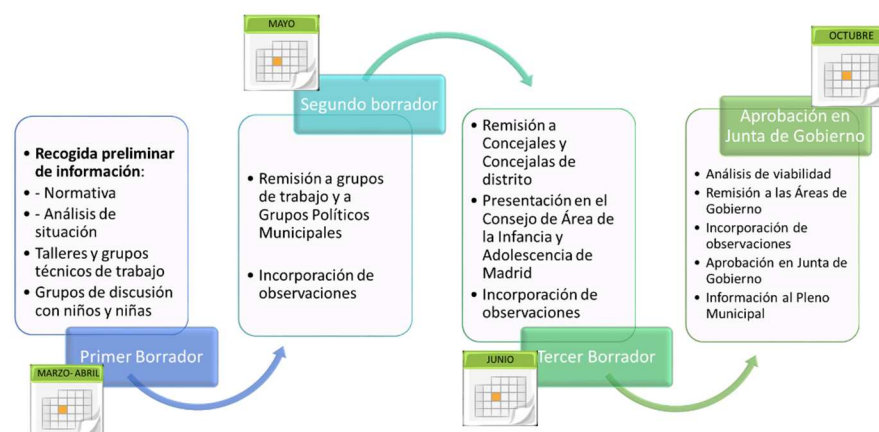 • Recogida preliminar
de información:
• - Normativa
• - Análisis de
situación
• Talleres y grupos
técnicos de trabajo
• Grupos de discusión
con niños y niñas
Primer Borrador
MARZO- ABRIL
MAYO
Segundo borrador
• Remisión a grupos
de trabajo y a
Grupos Políticos
Municipales
• Incorporación de
observaciones
• Remisión a
Concejales y
Concejalas de
distrito
• Presentación en el
Consejo de Área de
la Infancia y
Adolescencia de
Madrid
• Incorporación de
observaciones
JUNIO
Tercer Borrador
OCTUBRE
Aprobación en
Junta de Gobierno
• Análisis de viabilidad
• Remisión a las Áreas de
Gobierno
• Incorporación de
observaciones
• Aprobación en Junta de
Gobierno
• Información al Pleno
Municipal